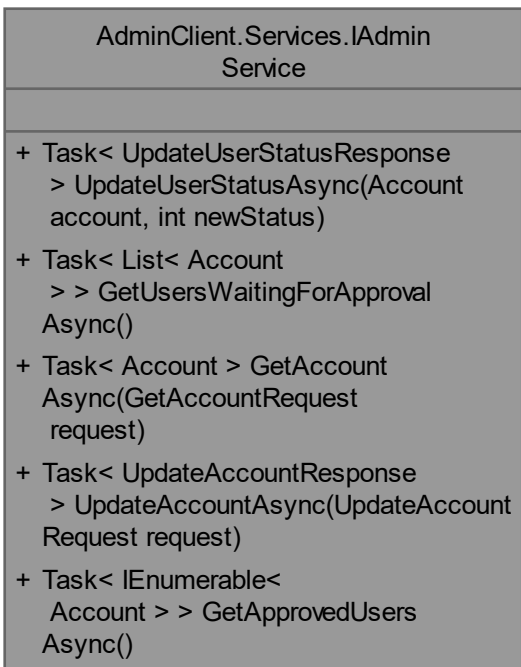 AdminClient.Services.IAdmin
Service
+ Task< UpdateUserStatusResponse
> UpdateUserStatusAsync(Account
account, int newStatus)
+ Task< List< Account
> > GetUsersWaitingForApproval
Async()
+ Task< Account > GetAccount
Async(GetAccountRequest
request)
+ Task< UpdateAccountResponse
> UpdateAccountAsync(UpdateAccount
Request request)
+ Task< IEnumerable<
Account > > GetApprovedUsers
Async()